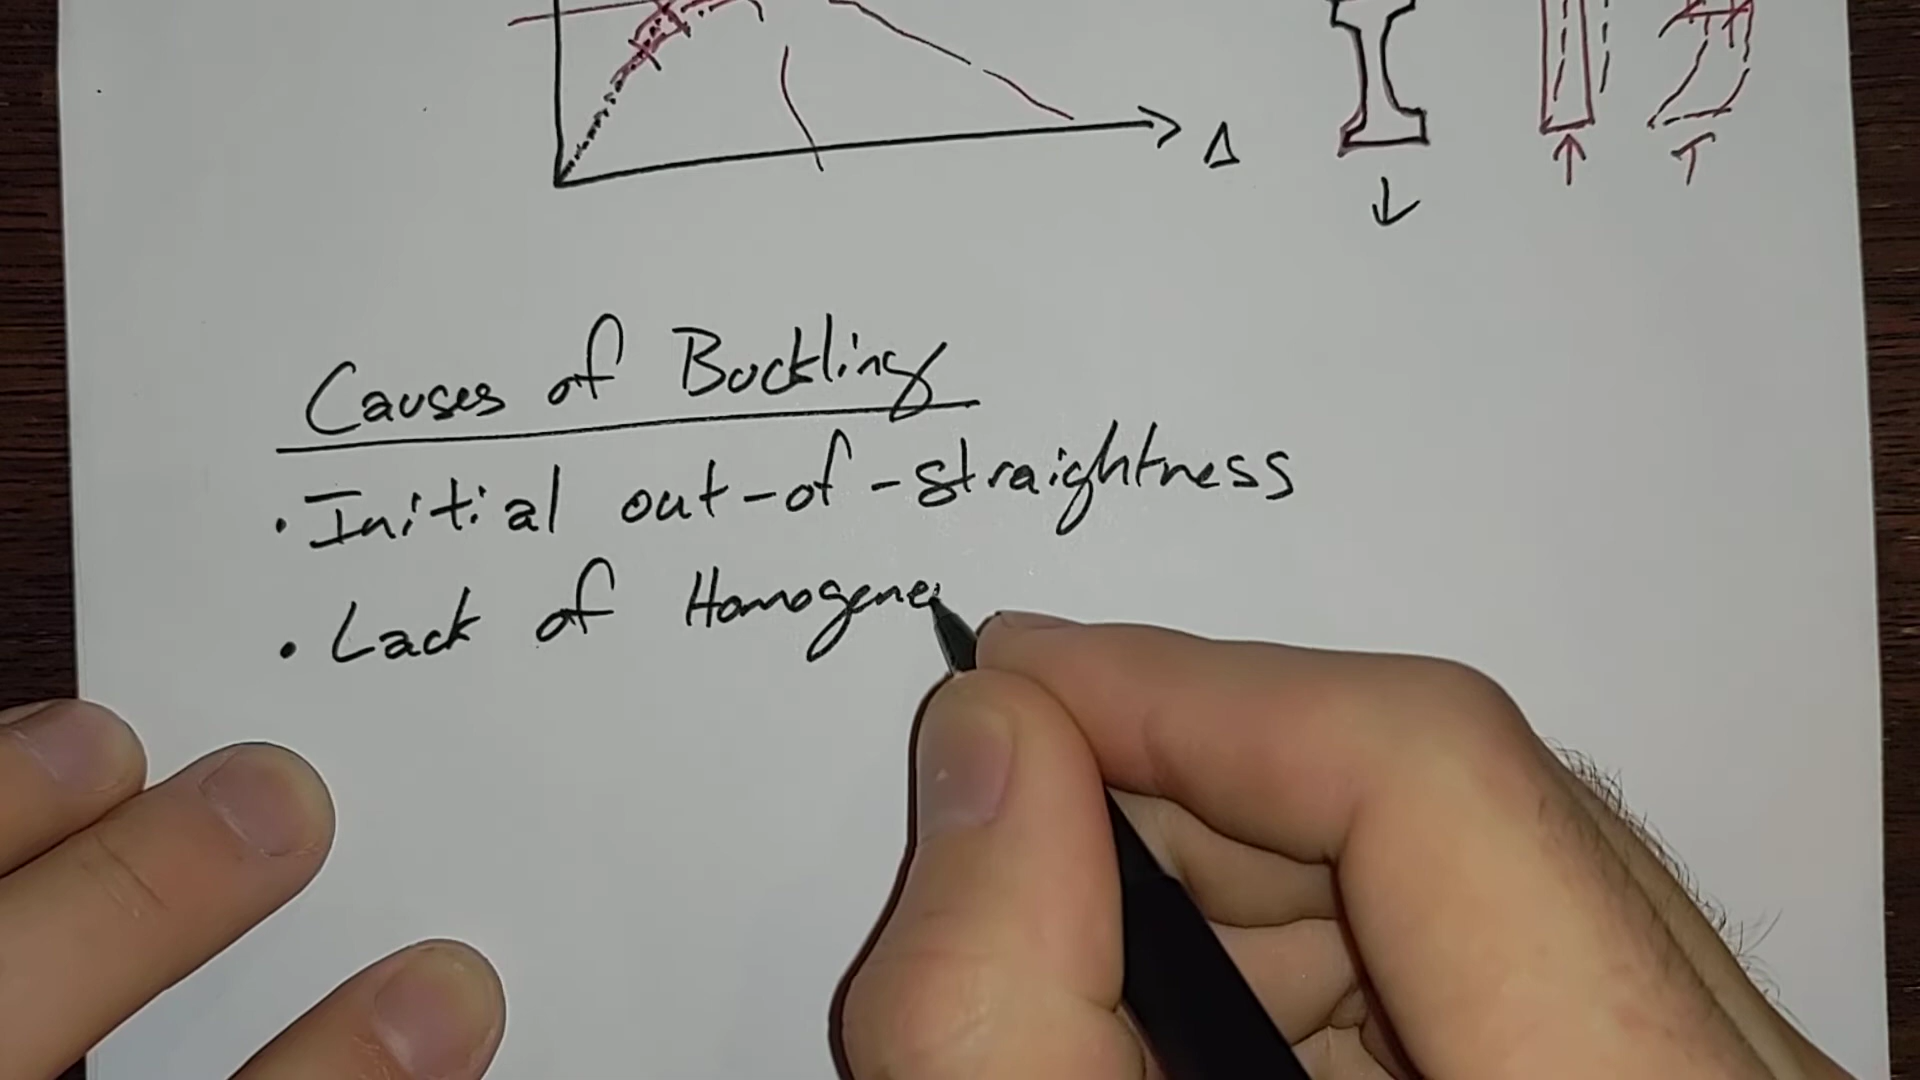 Δ
Causes of Buckling
• Initial out-of-straightness
• Lack of Homogene